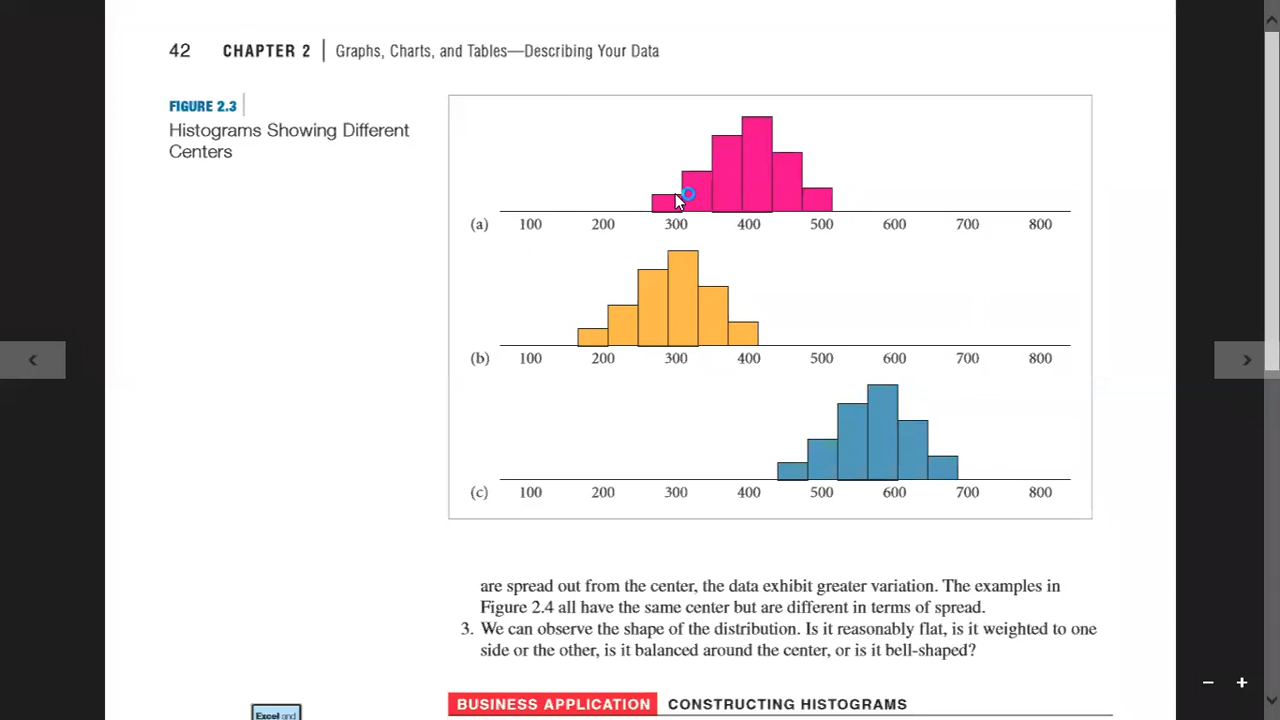 42 CHAPTER 2 | Graphs, Charts, and Tables—Describing Your Data
FIGURE 2.3
Histograms Showing Different
Centers
(a) 100 200 300 400 500 600 700 800
(b) 100 200 300 400 500 600 700 800
(c) 100 200 300 400 500 600 700 800
are spread out from the center, the data exhibit greater variation. The examples in
Figure 2.4 all have the same center but are different in terms of spread.
3. We can observe the shape of the distribution. Is it reasonably flat, is it weighted to one
side or the other, is it balanced around the center, or is it bell-shaped?
BUSINESS APPLICATION CONSTRUCTING HISTOGRAMS
Excel and